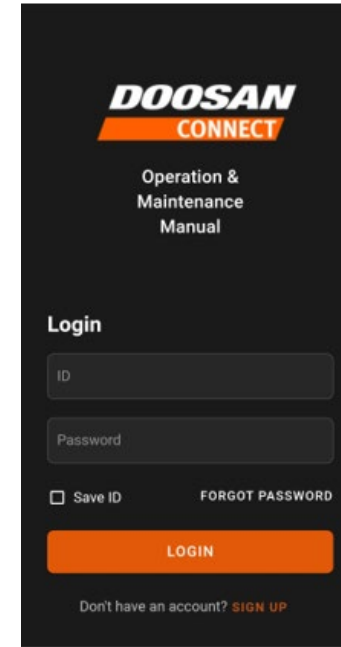 DOOSAN
CONNECT
Operation &
Maintenance
Manual
Login
ID
Password
Save ID FORGOT PASSWORD
LOGIN
Don't have an account? SIGN UP